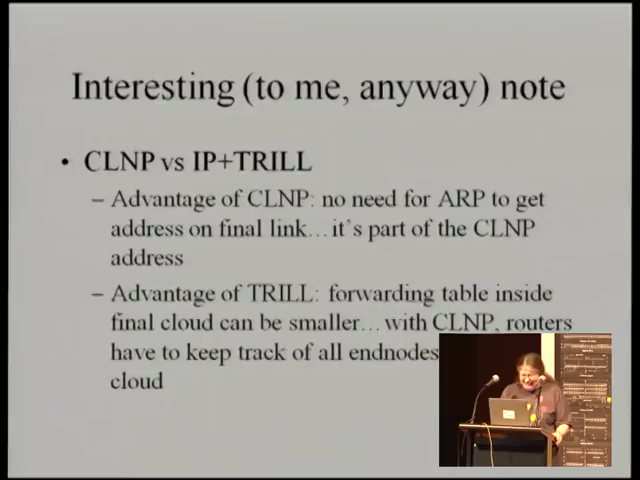 Interesting (to me, anyway) note
• CLNP vs IP+TRILL
– Advantage of CLNP: no need for ARP to get
address on final link…it's part of the CLNP
address
– Advantage of TRILL: forwarding table inside
final cloud can be smaller…with CLNP, routers
have to keep track of all endnodes
cloud